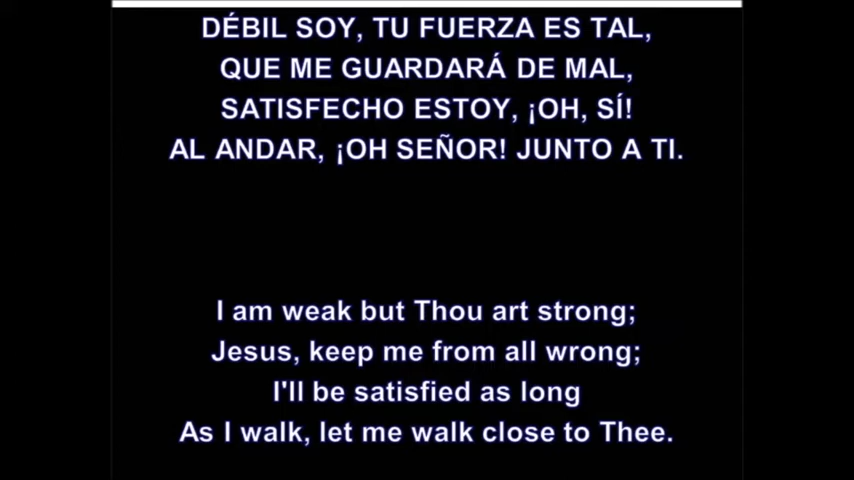 DÉBIL SOY, TU FUERZA ES TAL,
QUE ME GUARDARÁ DE MAL,
SATISFECHO ESTOY, ¡OH, SÍ!
AL ANDAR, ¡OH SEÑOR! JUNTO A TI.
I am weak but Thou art strong;
Jesus, keep me from all wrong;
I'll be satisfied as long
As I walk, let me walk close to Thee.